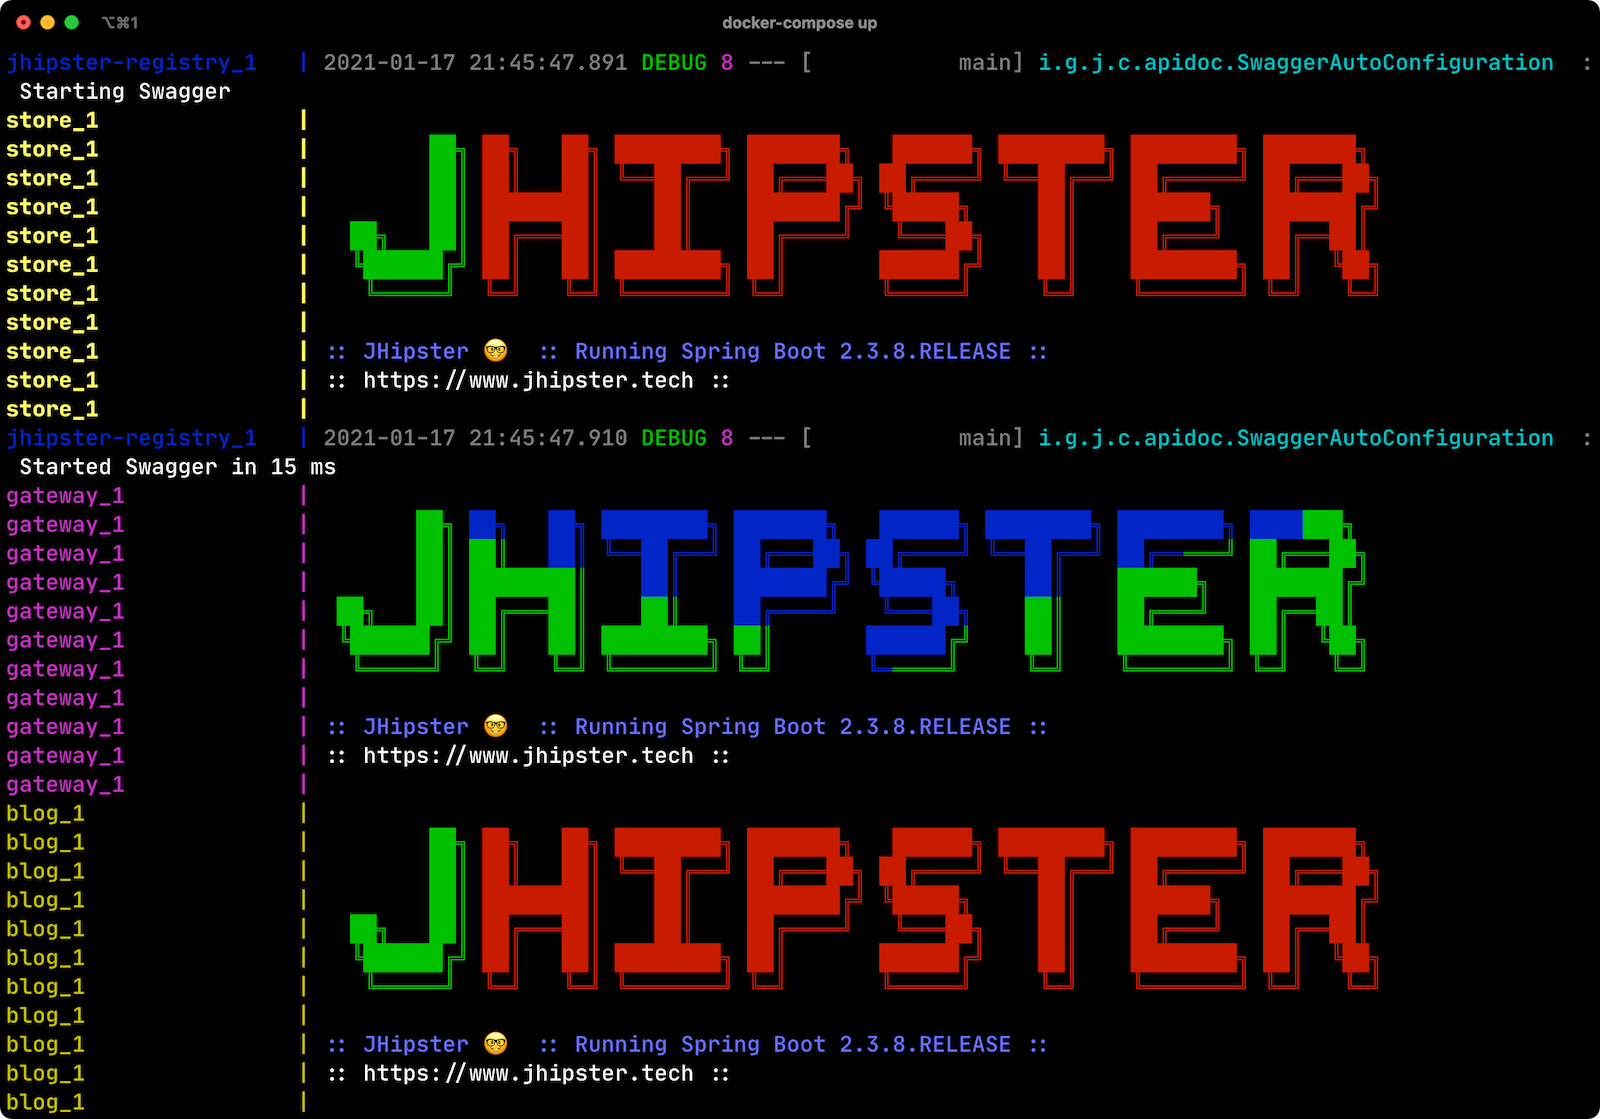 ⌥⌘1 docker-compose up
jhipster-registry_1 | 2021-01-17 21:45:47.891 DEBUG 8 --- [ main] i.g.j.c.apidoc.SwaggerAutoConfiguration :
Starting Swagger
store_1 |
store_1 | JHIPSTER
store_1 |
store_1 |
store_1 |
store_1 |
store_1 |
store_1 |
store_1 | :: JHipster 🤓 :: Running Spring Boot 2.3.8.RELEASE ::
store_1 | :: https://www.jhipster.tech ::
store_1 |
jhipster-registry_1 | 2021-01-17 21:45:47.910 DEBUG 8 --- [ main] i.g.j.c.apidoc.SwaggerAutoConfiguration :
Started Swagger in 15 ms
gateway_1 |
gateway_1 | JHIPSTER
gateway_1 |
gateway_1 |
gateway_1 |
gateway_1 |
gateway_1 |
gateway_1 |
gateway_1 | :: JHipster 🤓 :: Running Spring Boot 2.3.8.RELEASE ::
gateway_1 | :: https://www.jhipster.tech ::
gateway_1 |
blog_1 |
blog_1 | JHIPSTER
blog_1 |
blog_1 |
blog_1 |
blog_1 |
blog_1 |
blog_1 |
blog_1 | :: JHipster 🤓 :: Running Spring Boot 2.3.8.RELEASE ::
blog_1 | :: https://www.jhipster.tech ::
blog_1 |